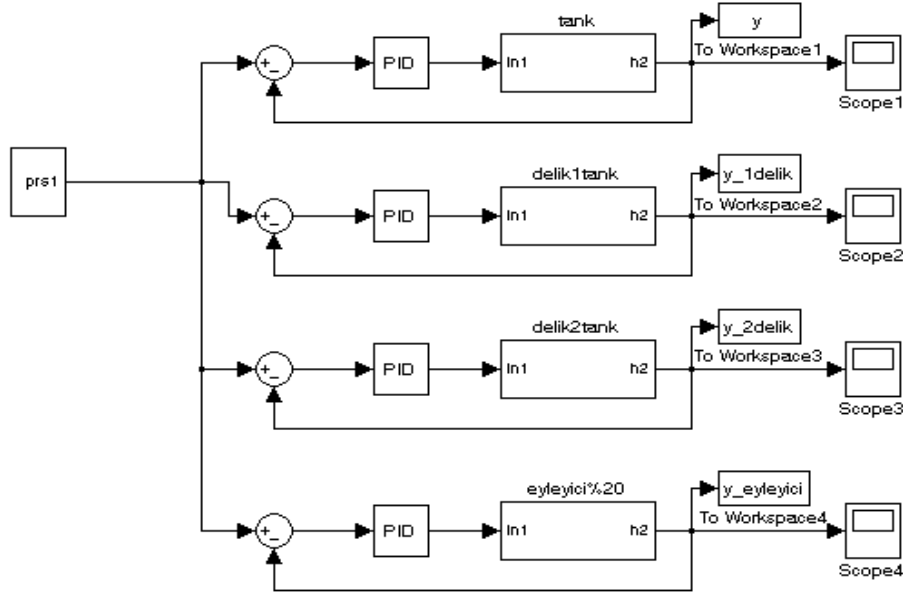 tank
y
+
-
PID
In1
h2
To Workspace1
Scope1
prs1
delik1tank
y_1delik
+
-
PID
In1
h2
To Workspace2
Scope2
delik2tank
y_2delik
+
-
PID
In1
h2
To Workspace3
Scope3
eyleyici%20
y_eyleyici
+
-
PID
In1
h2
To Workspace4
Scope4